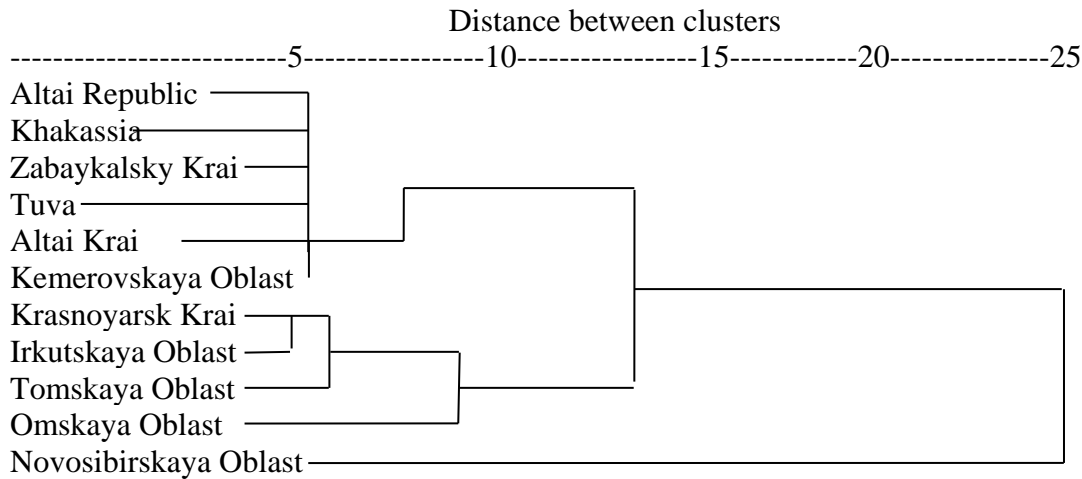 Distance between clusters
--------------------------5-----------------10-----------------15-------------20---------------25
Altai Republic
Khakassia
Zabaykalsky Krai
Tuva
Altai Krai
Kemerovskaya Oblast
Krasnoyarsk Krai
Irkutskaya Oblast
Tomskaya Oblast
Omskaya Oblast
Novosibirskaya Oblast